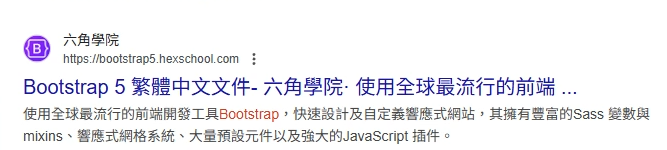 六角學院
https://bootstrap5.hexschool.com
Bootstrap 5 繁體中文文件- 六角學院· 使用全球最流行的前端 ...
使用全球最流行的前端開發工具Bootstrap，快速設計及自定義響應式網站，其擁有豐富的Sass 變數與
mixins、響應式網格系統、大量預設元件以及強大的JavaScript 插件。